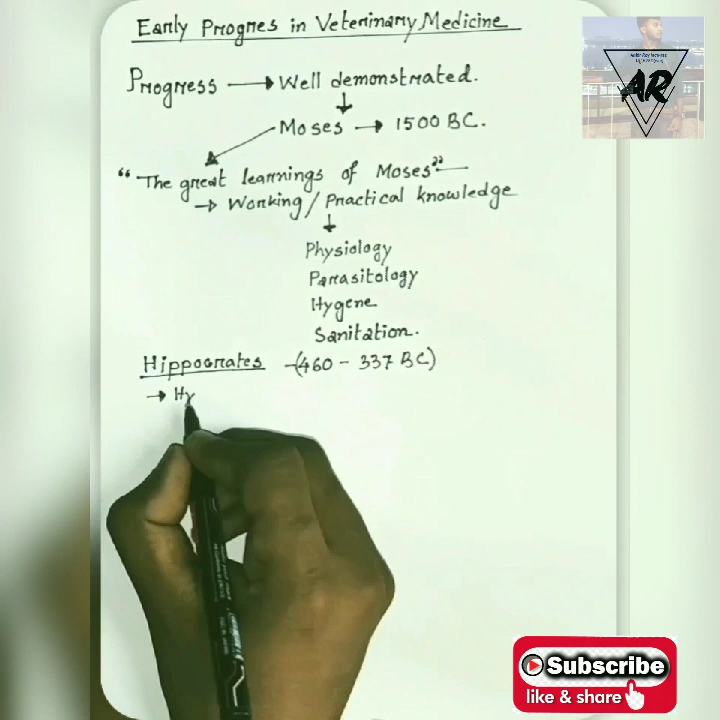 Early Progres in Veterinary Medicine
Progress → Well demonstrated.
↓
Moses → 1500 BC.
“The great learnings of Moses”—
→ Working/Practical knowledge
↓
Physiology
Parasitology
Hygene
Sanitation.
Hippocrates –(460 – 337 BC)
→ Hy
AR
Subscribe
like & share